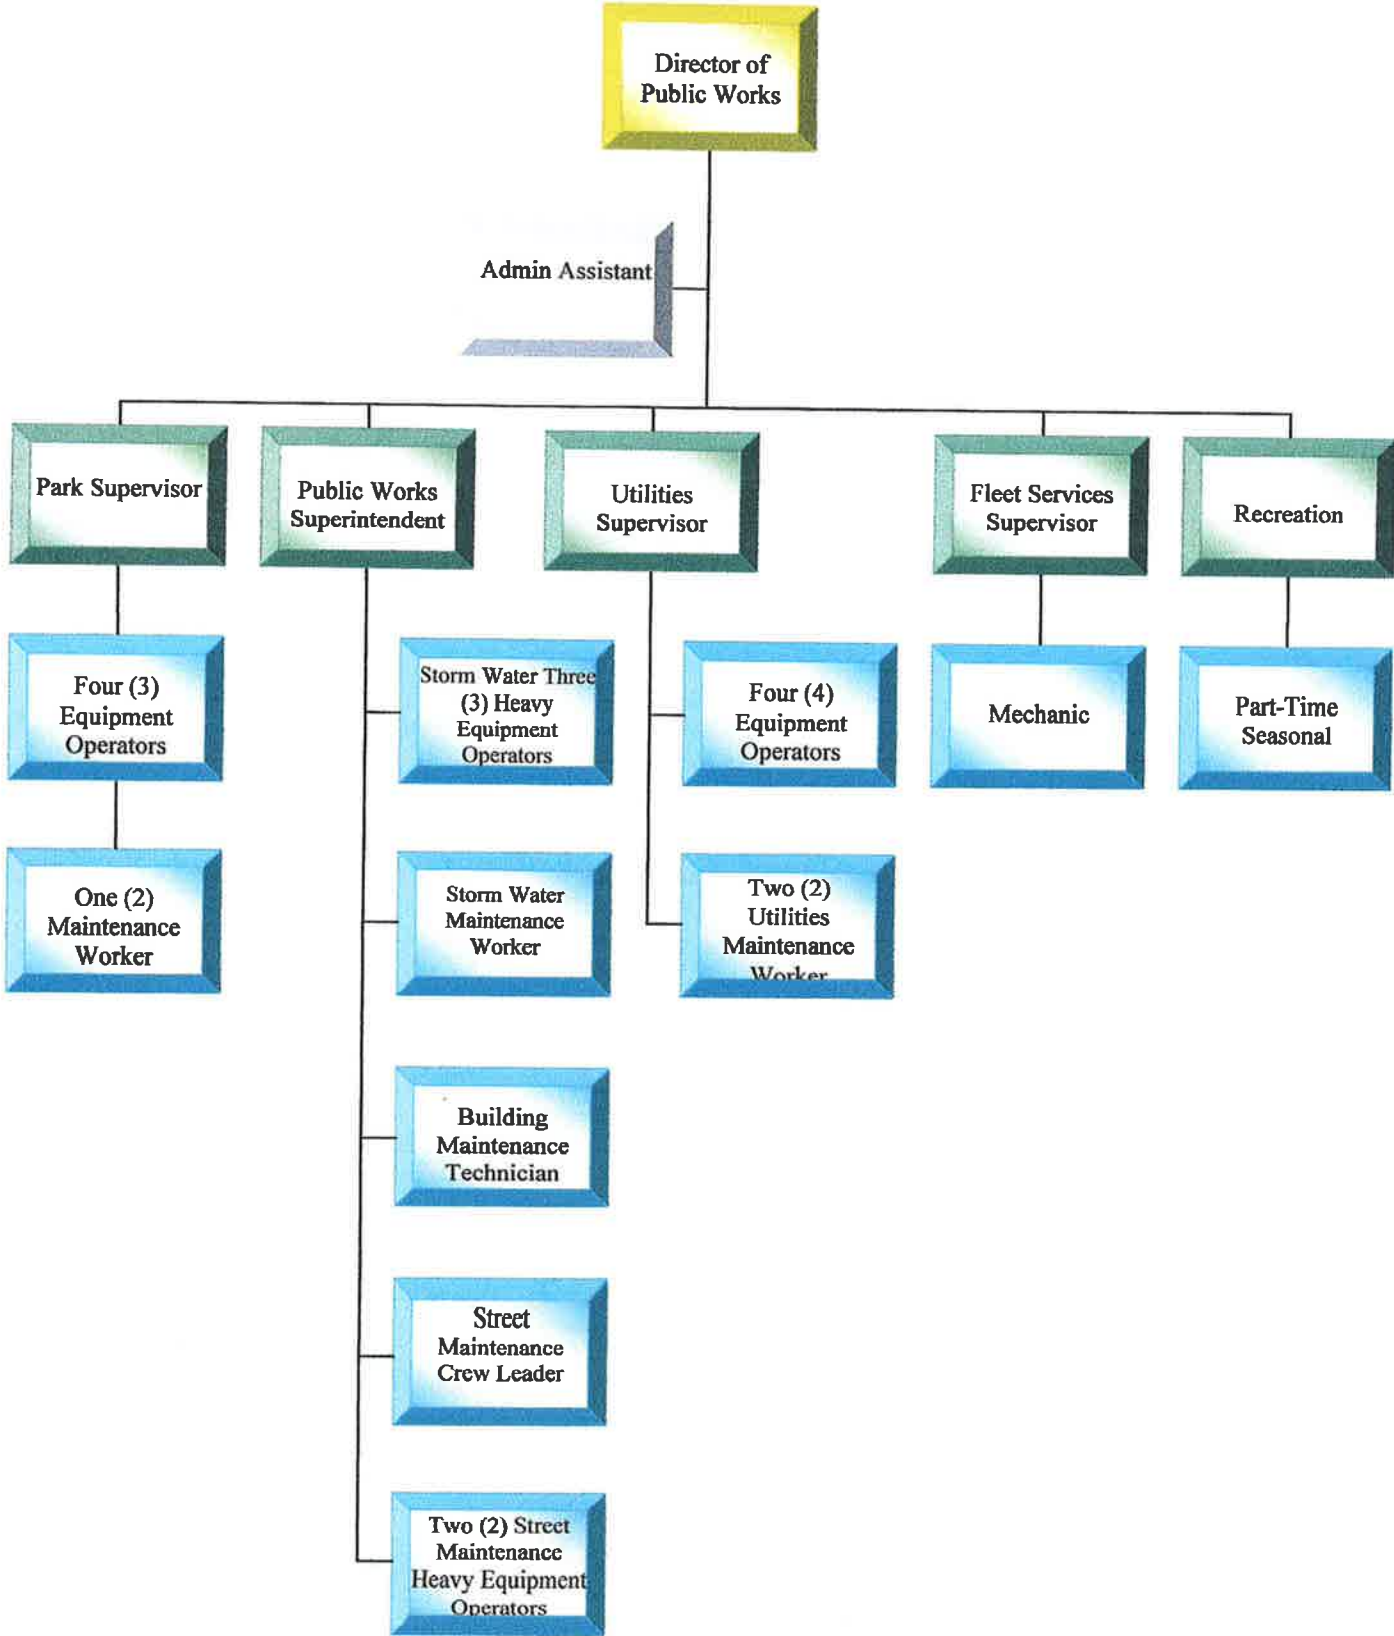 Director of
Public Works
Admin Assistant
Park Supervisor
Public Works
Superintendent
Utilities
Supervisor
Fleet Services
Supervisor
Recreation
Four (3)
Equipment
Operators
Storm Water Three
(3) Heavy
Equipment
Operators
Four (4)
Equipment
Operators
Mechanic
Part-Time
Seasonal
One (2)
Maintenance
Worker
Storm Water
Maintenance
Worker
Two (2)
Utilities
Maintenance
Worker
Building
Maintenance
Technician
Street
Maintenance
Crew Leader
Two (2) Street
Maintenance
Heavy Equipment
Operators